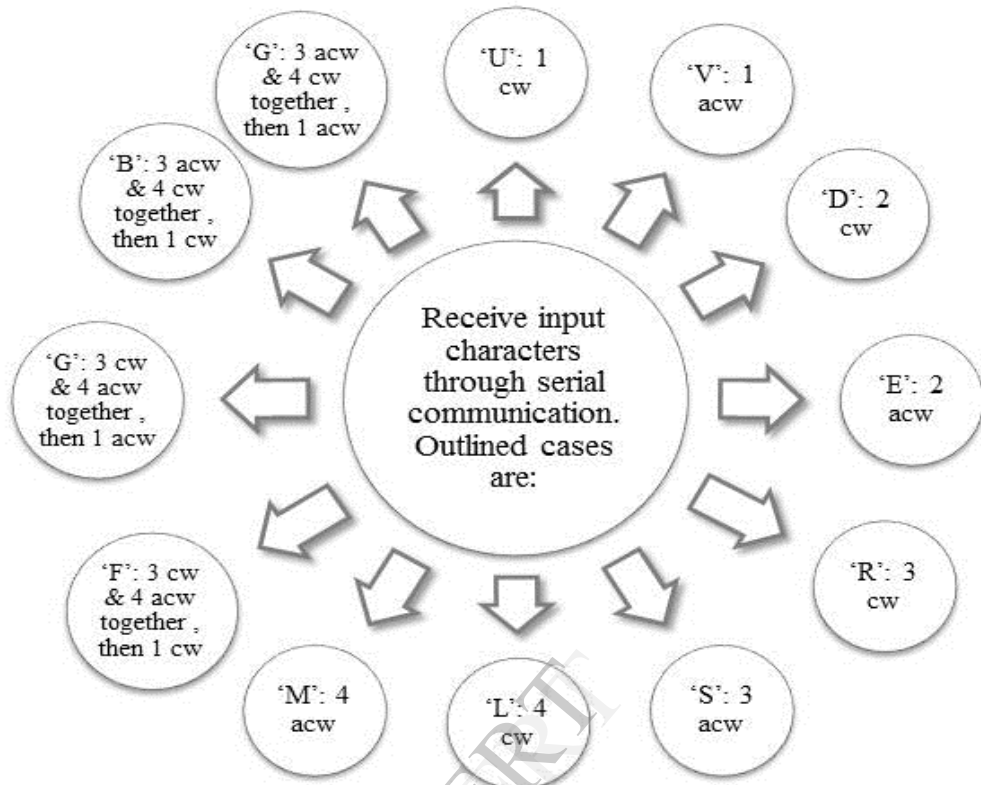 Receive input
characters
through serial
communication.
Outlined cases
are:
‘U’: 1
cw
‘V’: 1
acw
‘D’: 2
cw
‘E’: 2
acw
‘R’: 3
cw
‘S’: 3
acw
‘L’: 4
cw
‘M’: 4
acw
‘F’: 3 cw
& 4 acw
together ,
then 1 cw
‘G’: 3 cw
& 4 acw
together ,
then 1 acw
‘B’: 3 acw
& 4 cw
together ,
then 1 cw
‘G’: 3 acw
& 4 cw
together ,
then 1 acw